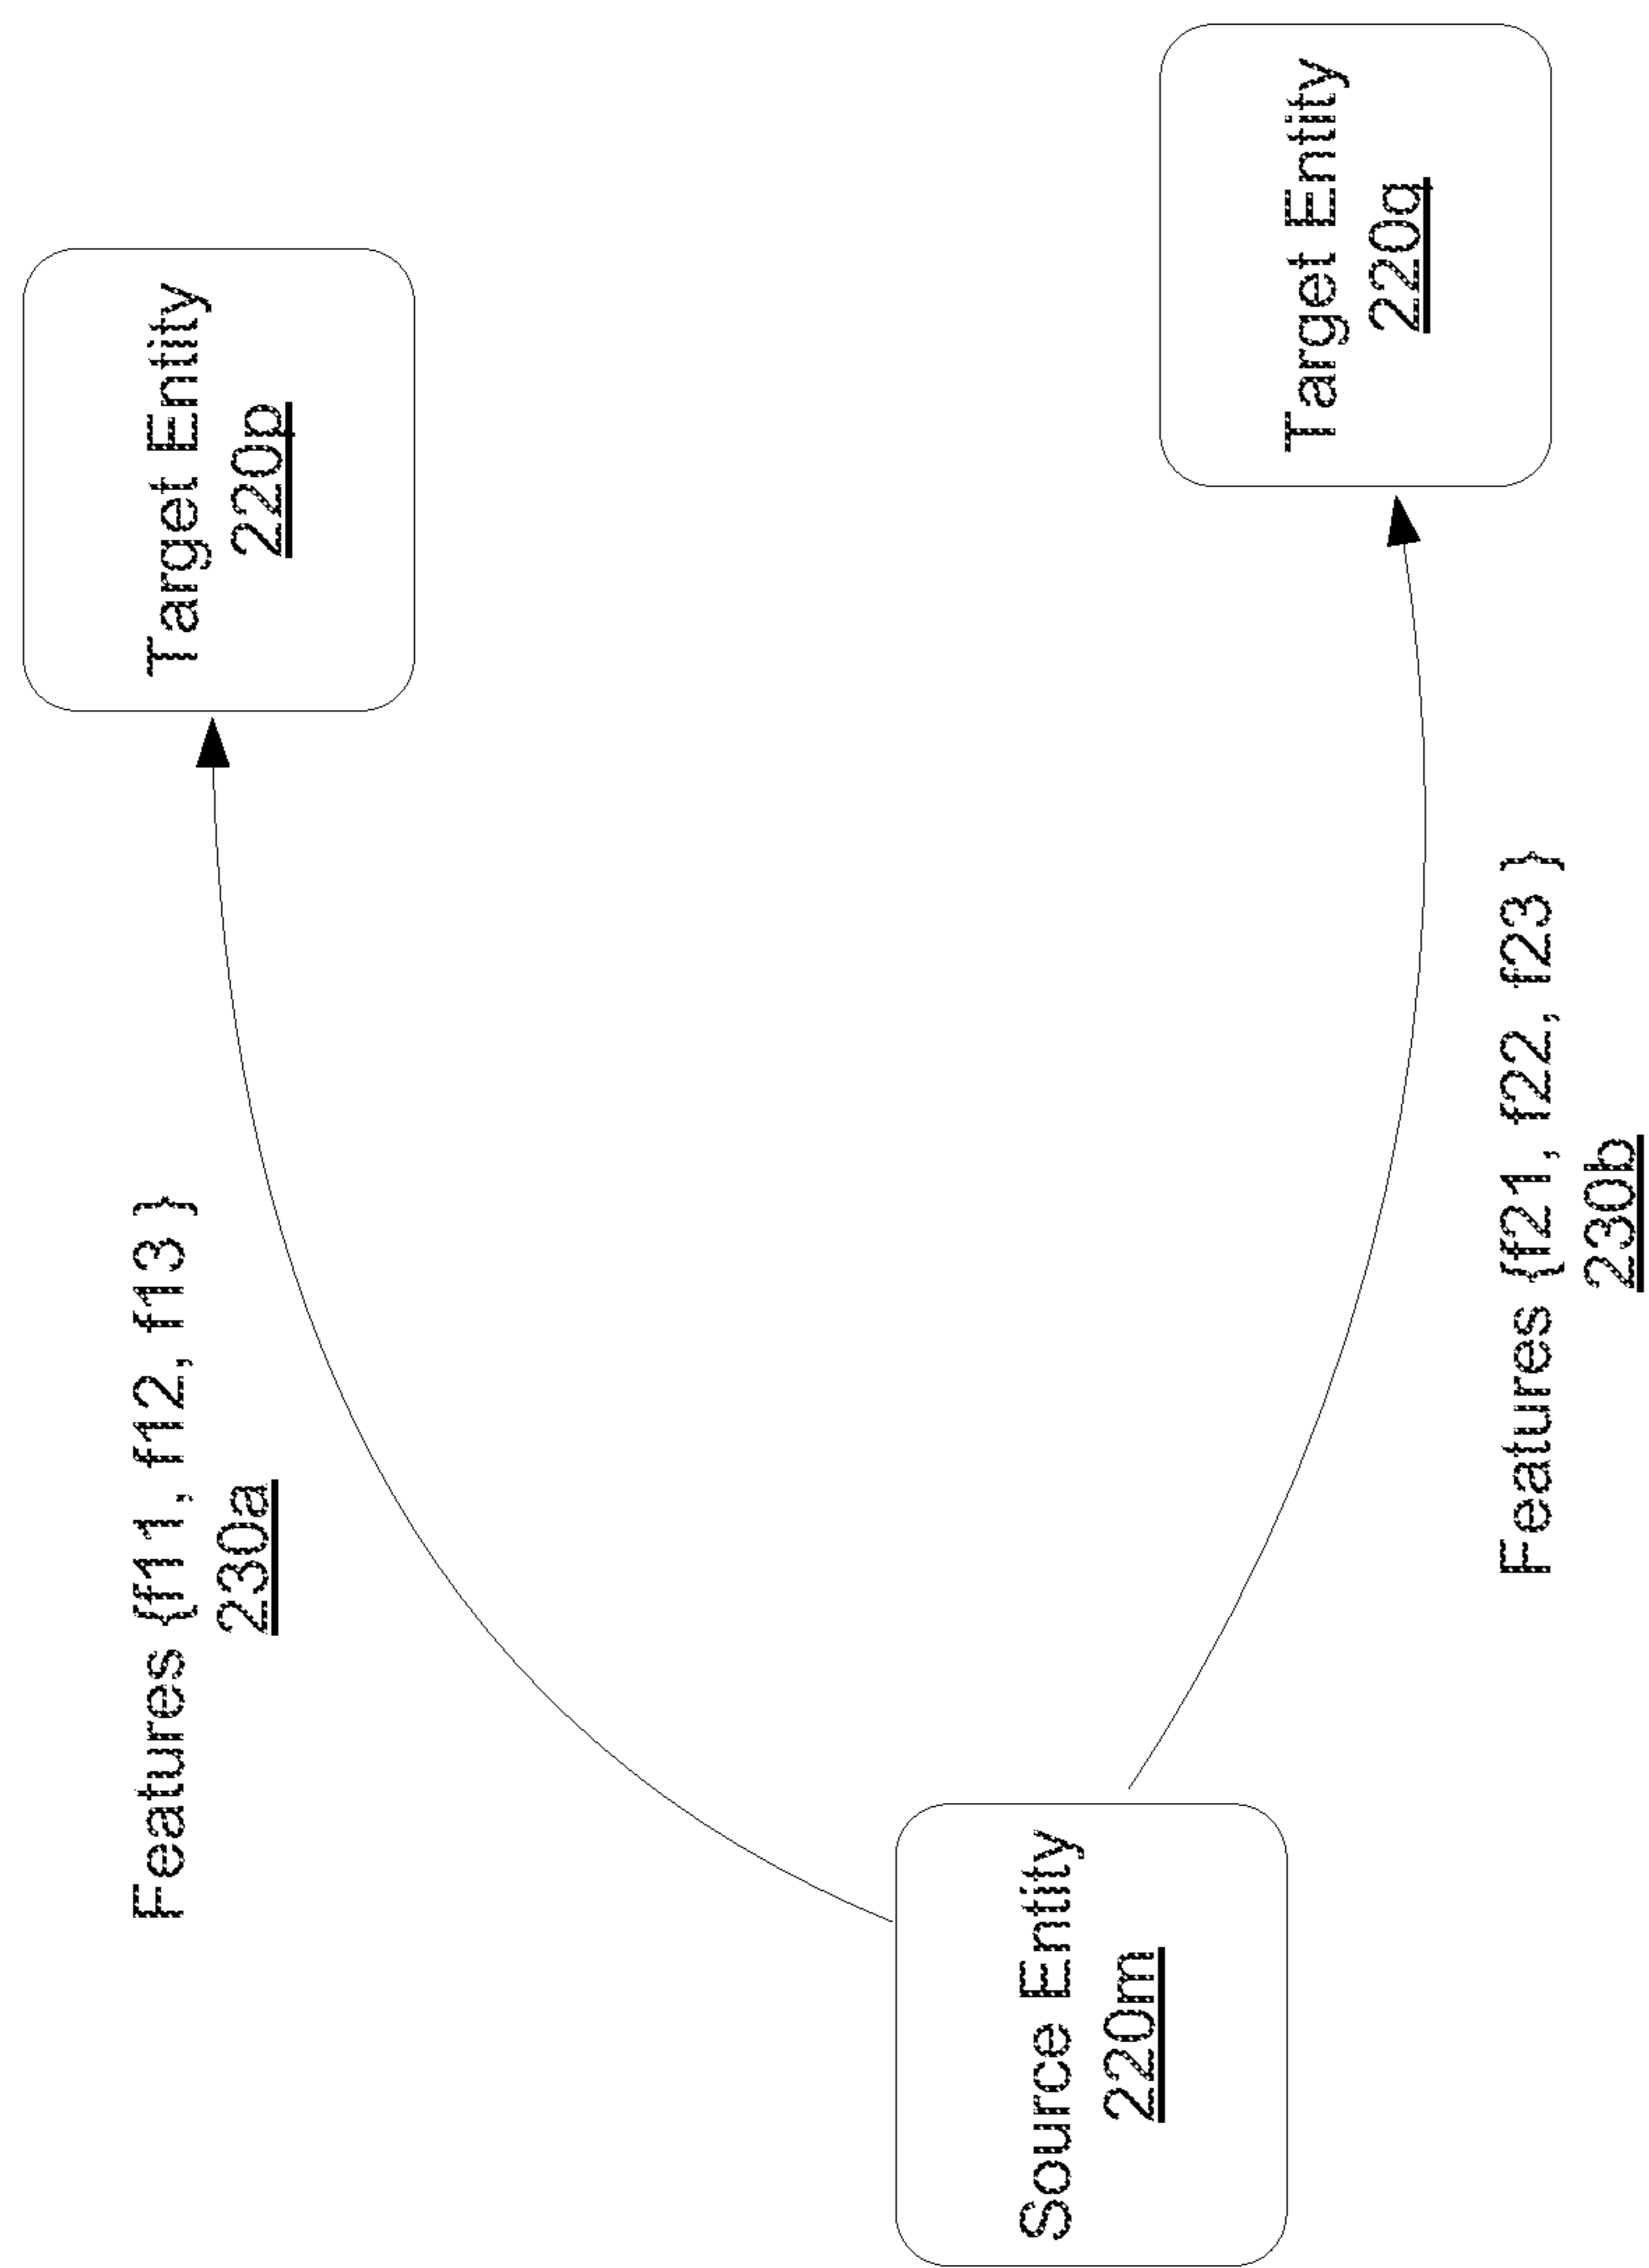 Features {f11, f12, f13 }
230a
Target Entity
220p
Source Entity
220m
Target Entity
220q
Features {f21, f22, f23 }
230b